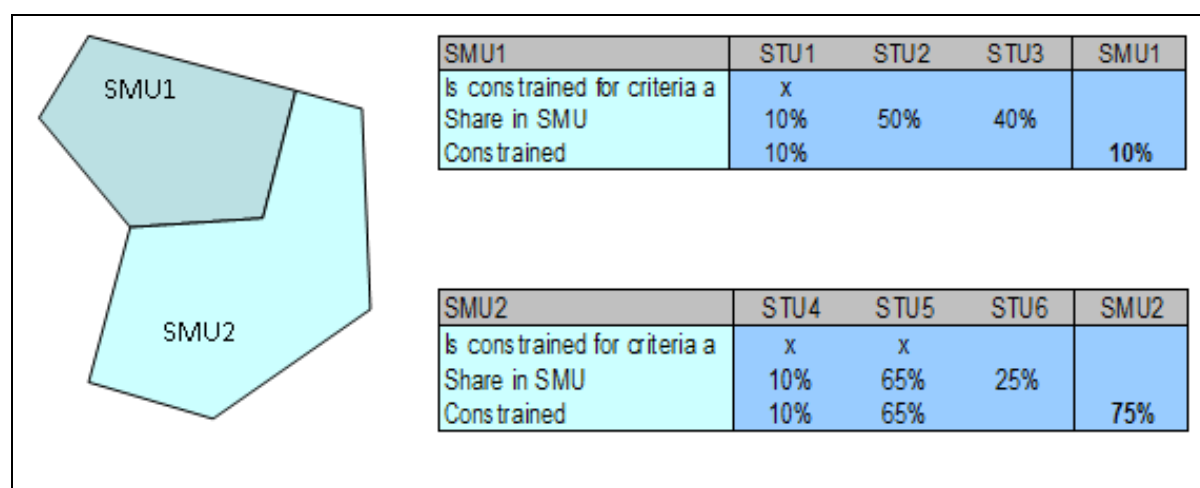 SMU1
SMU2
SMU1 STU1 STU2 STU3 SMU1
Is constrained for criteria a x
Share in SMU 10% 50% 40%
Constrained 10% 10%
SMU2 STU4 STU5 STU6 SMU2
Is constrained for criteria a x x
Share in SMU 10% 65% 25%
Constrained 10% 65% 75%